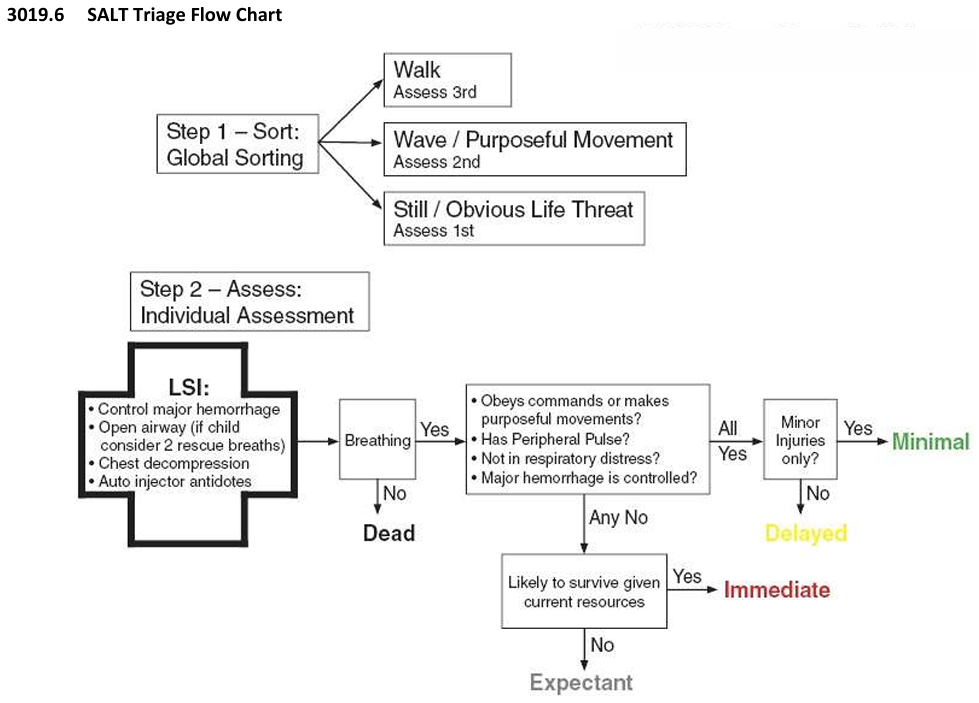 3019.6 SALT Triage Flow Chart
Walk
Assess 3rd
Step 1 – Sort:
Global Sorting
Wave / Purposeful Movement
Assess 2nd
Still / Obvious Life Threat
Assess 1st
Step 2 – Assess:
Individual Assessment
LSI:
• Control major hemorrhage
• Open airway (if child
consider 2 rescue breaths)
• Chest decompression
• Auto injector antidotes
Breathing
Yes
No
Dead
• Obeys commands or makes
purposeful movements?
• Has Peripheral Pulse?
• Not in respiratory distress?
• Major hemorrhage is controlled?
All
Yes
Minor
Injuries
only?
Yes
Minimal
No
Delayed
Any No
Likely to survive given
current resources
Yes
Immediate
No
Expectant